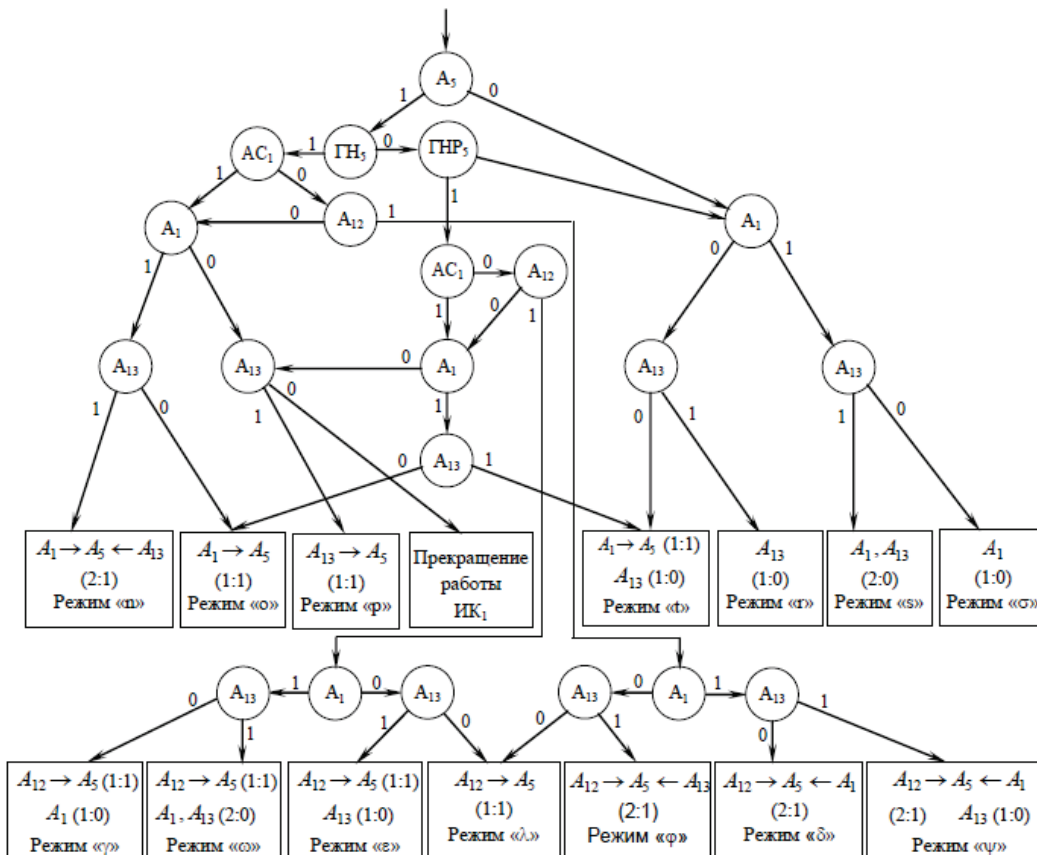 A₅
1
0
AC₁
1
ГН₅
0
ГНР₅
1
0
1
A₁
0
A₁₂
1
A₁
1
0
AC₁
0
A₁₂
0
1
1
0
1
A₁₃
A₁₃
0
A₁
A₁₃
A₁₃
1
0
1
0
1
0
1
1
0
0
A₁₃
1
A₁ → A₅ ← A₁₃
(2:1)
Режим «n»
A₁ → A₅
(1:1)
Режим «o»
A₁₃ → A₅
(1:1)
Режим «p»
Прекращение
работы
ИК₁
A₁ → A₅ (1:1)
A₁₃ (1:0)
Режим «t»
A₁₃
(1:0)
Режим «r»
A₁, A₁₃
(2:0)
Режим «s»
A₁
(1:0)
Режим «σ»
0
A₁₃
1
A₁
0
A₁₃
A₁₃
0
A₁
1
A₁₃
1
1
1
0
0
1
0
A₁₂ → A₅ (1:1)
A₁ (1:0)
Режим «γ»
A₁₂ → A₅ (1:1)
A₁, A₁₃ (2:0)
Режим «ω»
A₁₂ → A₅ (1:1)
A₁₃ (1:0)
Режим «ε»
A₁₂ → A₅
(1:1)
Режим «λ»
A₁₂ → A₅ ← A₁₃
(2:1)
Режим «φ»
A₁₂ → A₅ ← A₁
(2:1)
Режим «δ»
A₁₂ → A₅ ← A₁
(2:1) A₁₃ (1:0)
Режим «ψ»